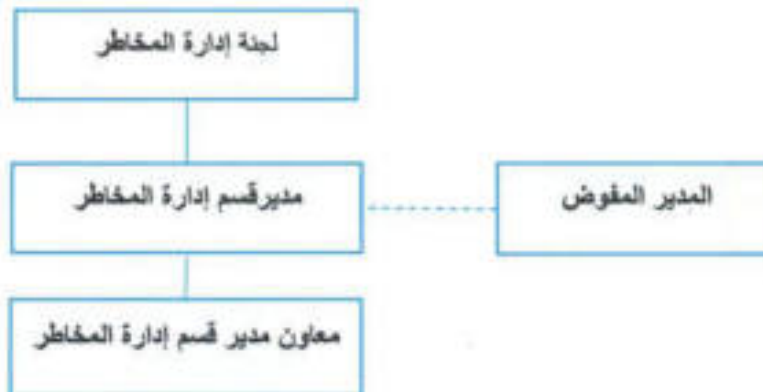 لجنة إدارة المخاطر
مديرقسم إدارة المخاطر
المدير المفوض
معاون مدير قسم إدارة المخاطر